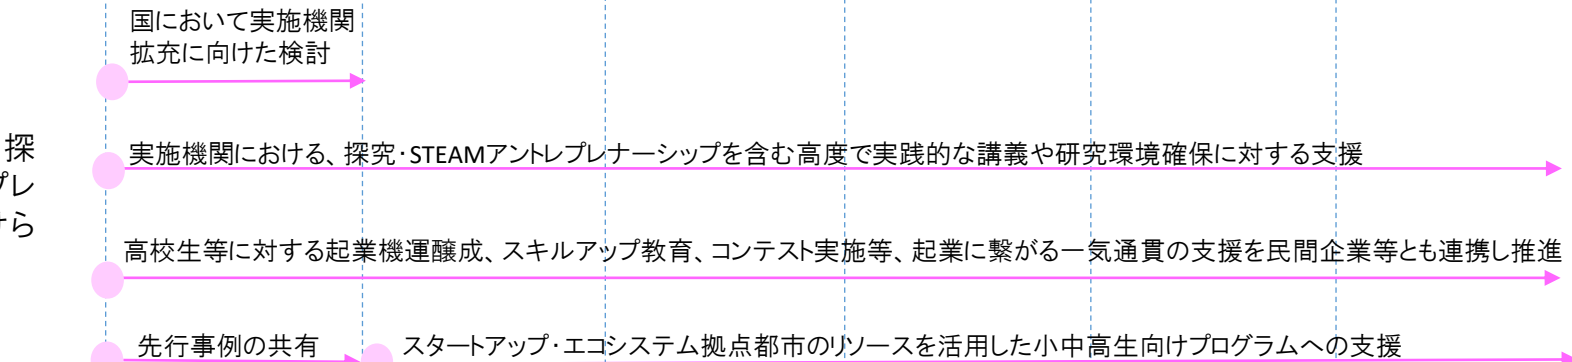 国において実施機関
拡充に向けた検討
探
実施機関における、探究・STEAMアントレプレナーシップを含む高度で実践的な講義や研究環境確保に対する支援
プレ
けら
高校生等に対する起業機運醸成、スキルアップ教育、コンテスト実施等、起業に繋がる一気通貫の支援を民間企業等とも連携し推進
先行事例の共有
スタートアップ・エコシステム拠点都市のリソースを活用した小中高生向けプログラムへの支援